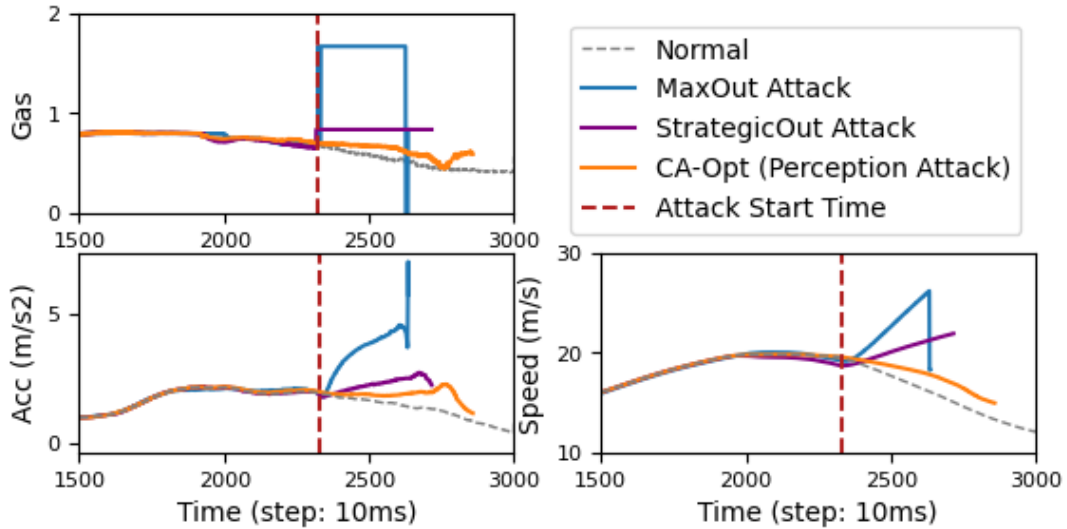 2
1
0
Gas
1500
2000
2500
3000
Normal
MaxOut Attack
StrategicOut Attack
CA-Opt (Perception Attack)
Attack Start Time
5
0
Acc (m/s2)
1500
2000
2500
3000
Time (step: 10ms)
30
20
10
Speed (m/s)
1500
2000
2500
3000
Time (step: 10ms)